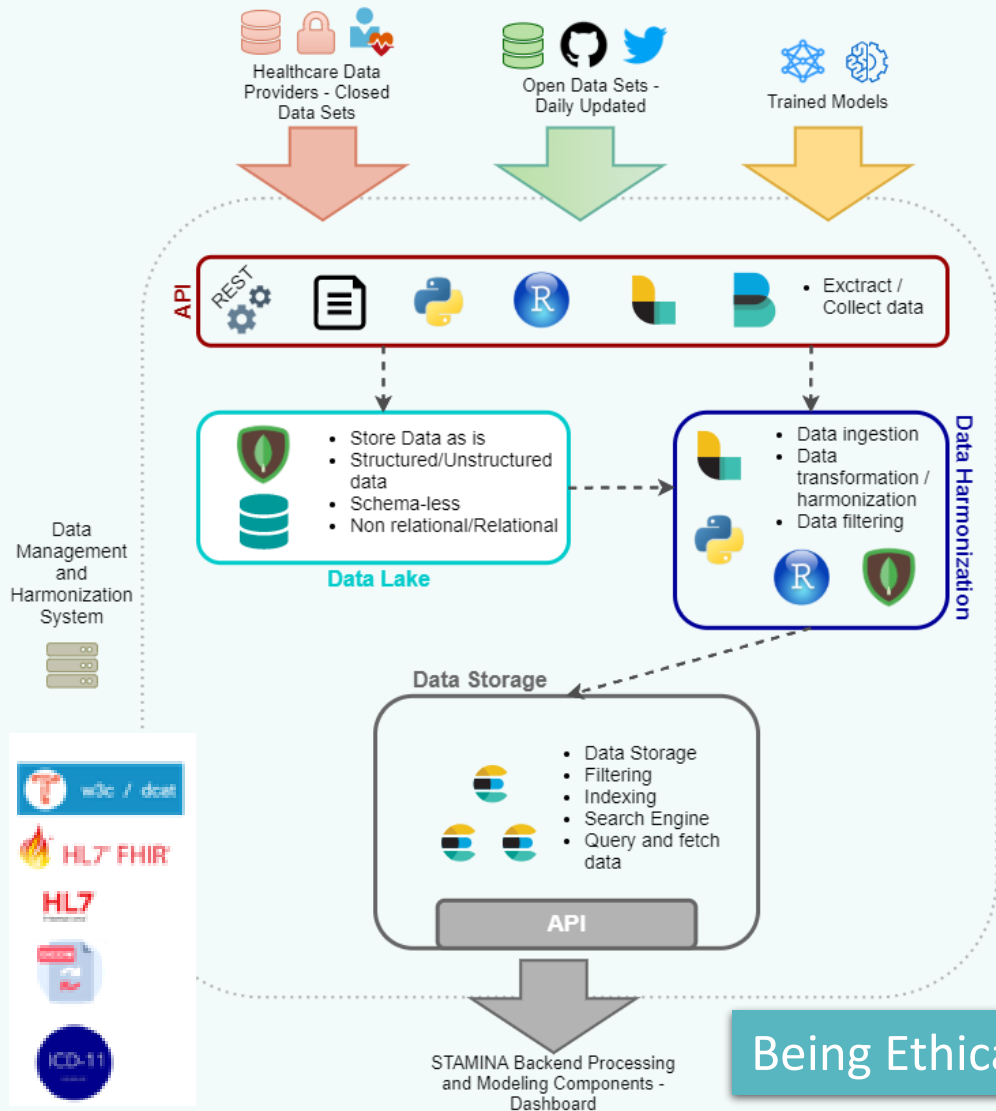 Healthcare Data
Providers - Closed
Data Sets
Open Data Sets -
Daily Updated
Trained Models
API
REST
R
• Exctract /
Collect data
• Store Data as is
• Structured/Unstructured
data
• Schema-less
• Non relational/Relational
Data Lake
• Data ingestion
• Data
transformation /
harmonization
• Data filtering
R
Data Harmonization
Data
Management
and
Harmonization
System
Data Storage
• Data Storage
• Filtering
• Indexing
• Search Engine
• Query and fetch
data
API
w3c / dcat
HL7 FHIR
HL7
ICD-11
STAMINA Backend Processing
and Modeling Components -
Dashboard
Being Ethica